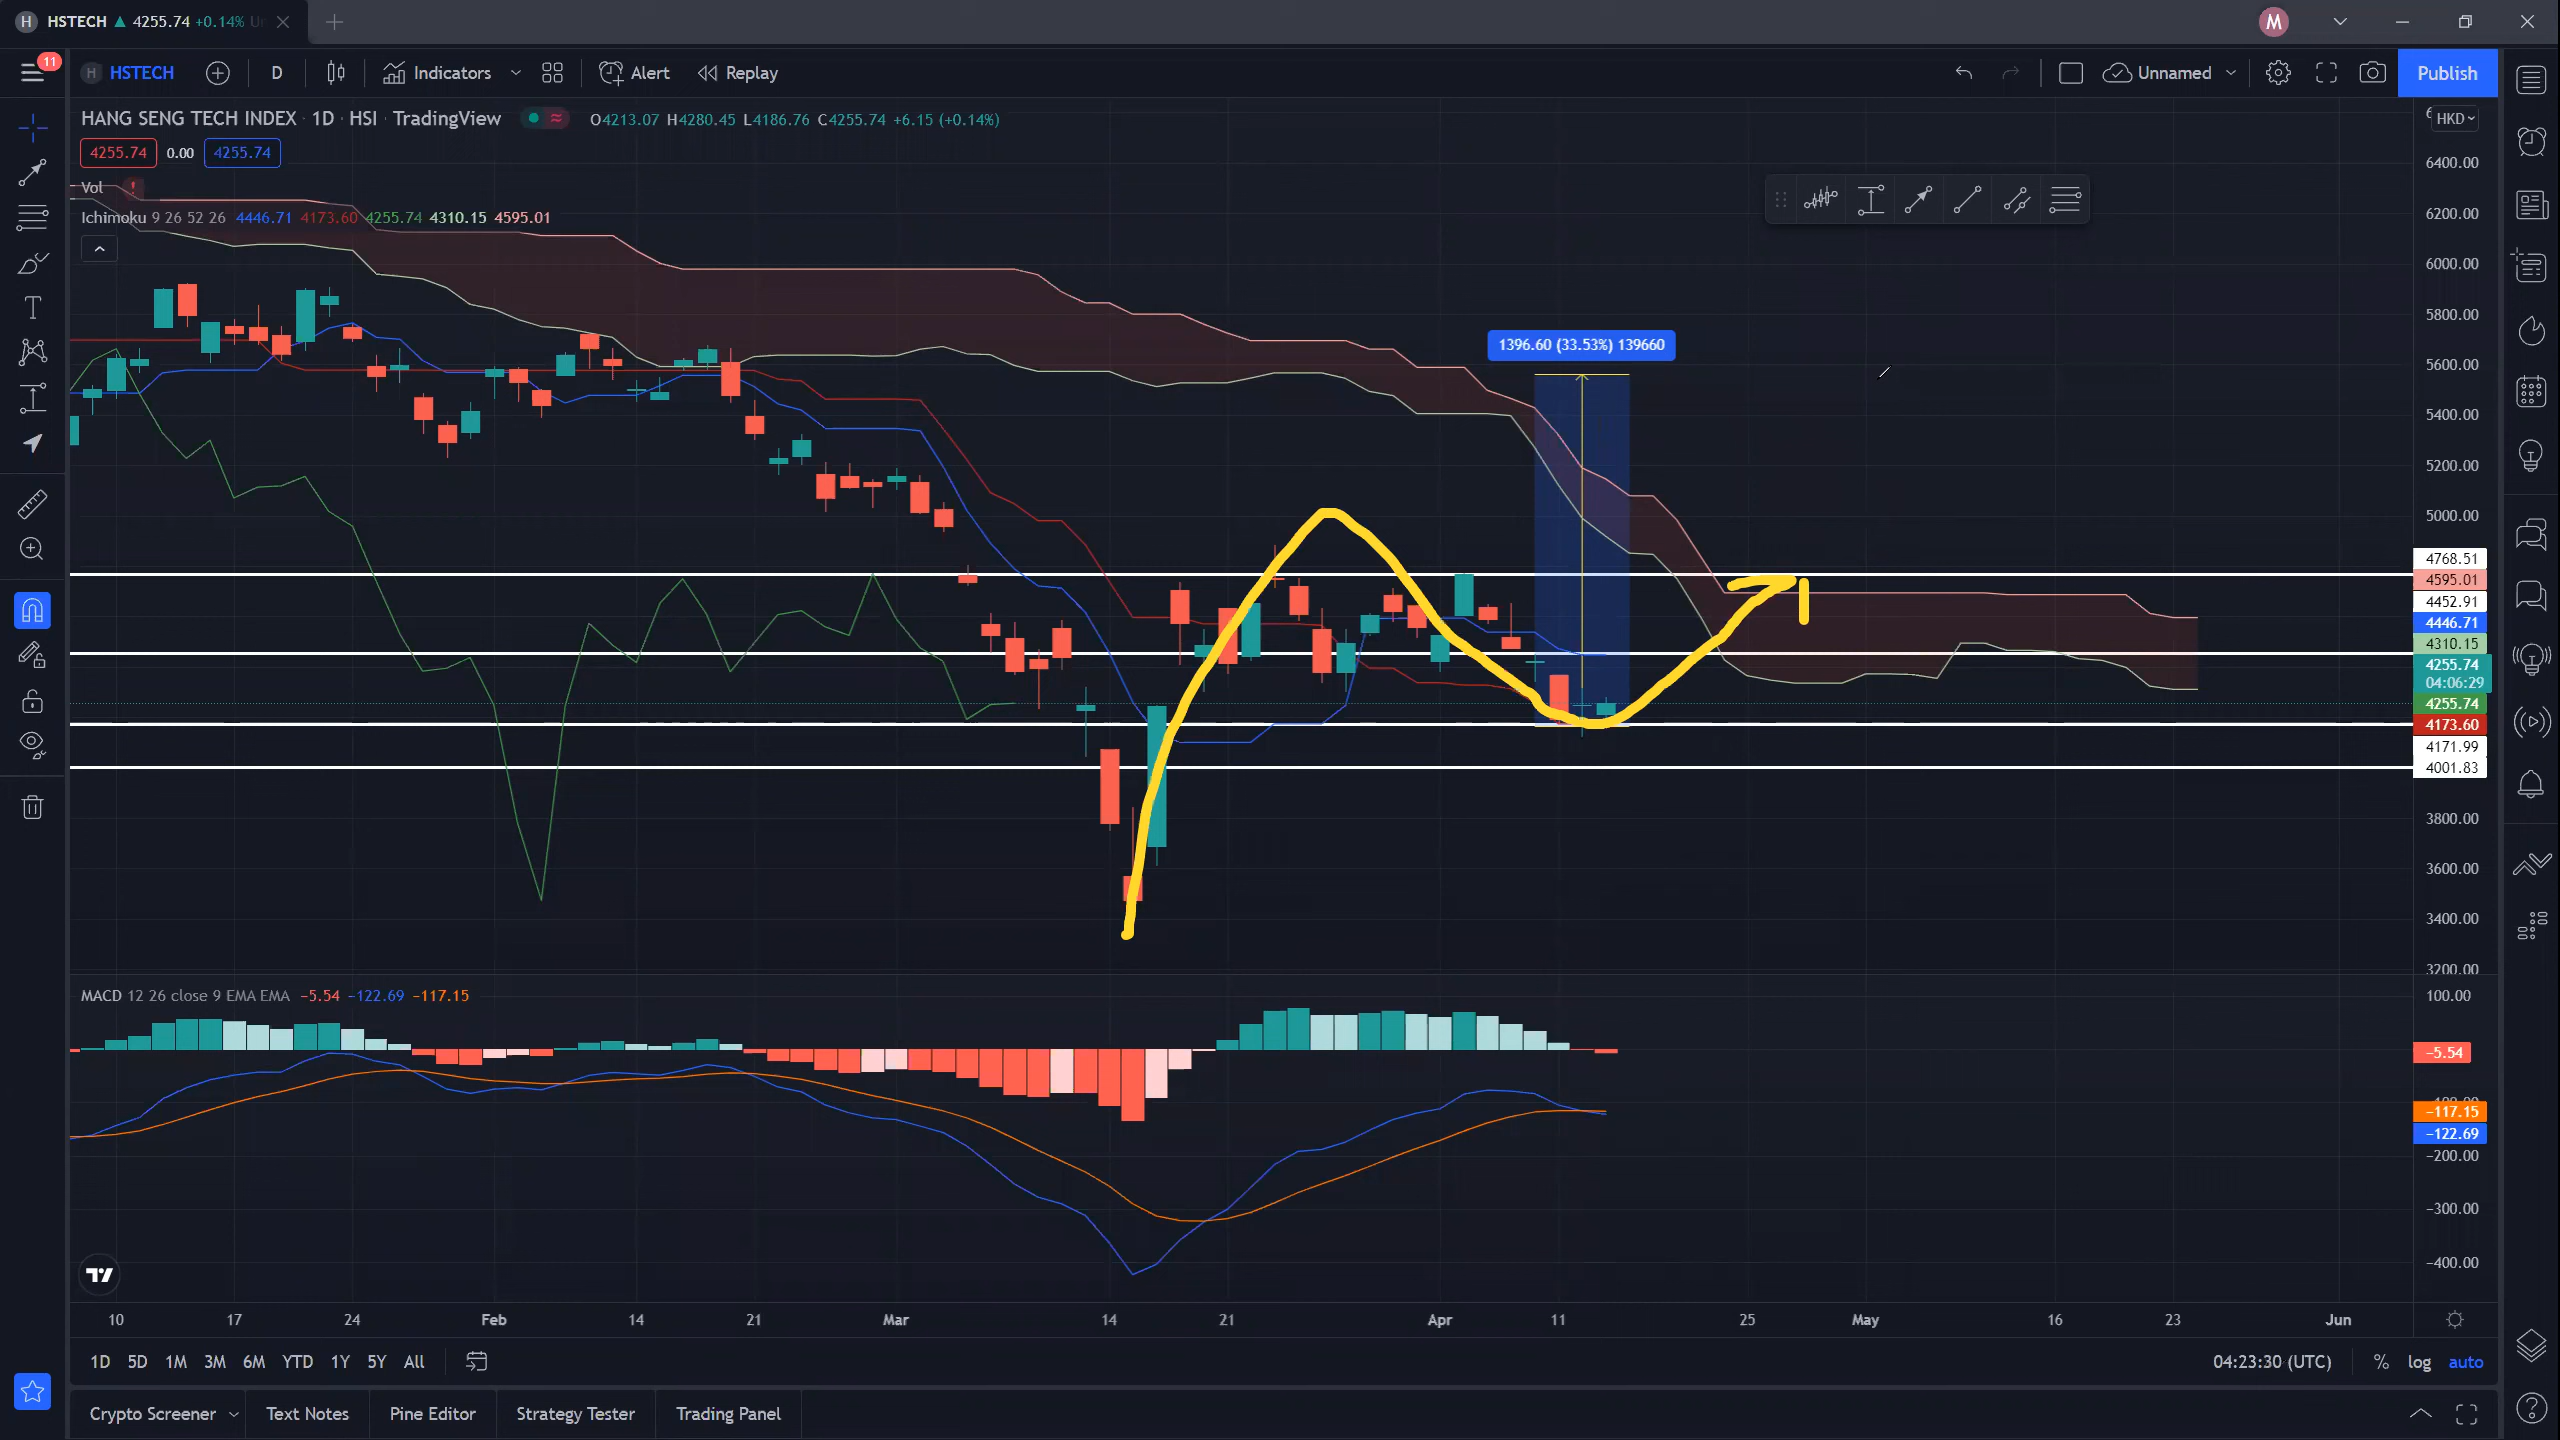 H HSTECH ▲ 4255.74 +0.14%
M
11
H HSTECH D Indicators Alert Replay Unnamed Publish
HANG SENG TECH INDEX · 1D · HSI · TradingView O4213.07 H4280.45 L4186.76 C4255.74 +6.15 (+0.14%)
HKD
4255.74 0.00 4255.74
Vol
Ichimoku 9 26 52 26 4446.71 4173.60 4255.74 4310.15 4595.01
1396.60 (33.53%) 139660
6400.00
6200.00
6000.00
5800.00
5600.00
5400.00
5200.00
5000.00
4768.51
4595.01
4452.91
4446.71
4310.15
4255.74
04:06:29
4255.74
4173.60
4171.99
4001.83
3800.00
3600.00
3400.00
3200.00
MACD 12 26 close 9 EMA EMA −5.54 −122.69 −117.15
100.00
−5.54
−117.15
−122.69
−200.00
−300.00
−400.00
10 17 24 Feb 14 21 Mar 14 21 Apr 11 25 May 16 23 Jun
1D 5D 1M 3M 6M YTD 1Y 5Y All 04:23:30 (UTC) % log auto
Crypto Screener Text Notes Pine Editor Strategy Tester Trading Panel